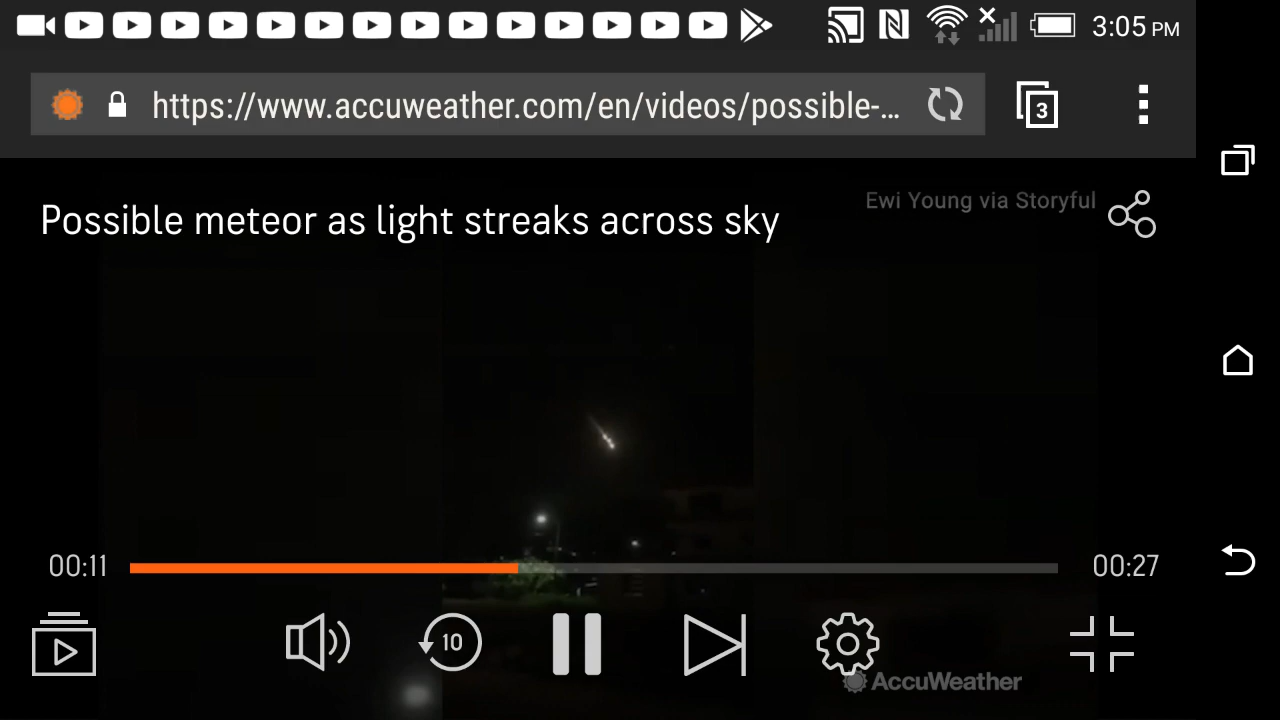 3:05 PM
https://www.accuweather.com/en/videos/possible-...
3
Ewi Young via Storyful
Possible meteor as light streaks across sky
00:11
00:27
10
AccuWeather